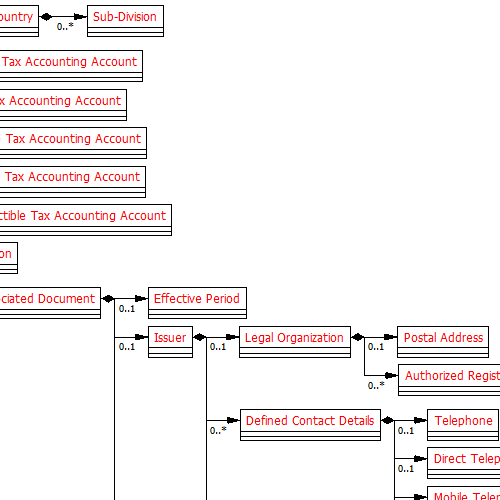 ountry
Sub-Division
0..*
Tax Accounting Account
x Accounting Account
Tax Accounting Account
Tax Accounting Account
ctible Tax Accounting Account
on
ciated Document
Effective Period
0..1
Issuer
Legal Organization
Postal Address
0..1
0..1
0..1
Authorized Regist
0..*
Defined Contact Details
Telephone
0..*
0..1
Direct Telep
0..1
Mobile Telep